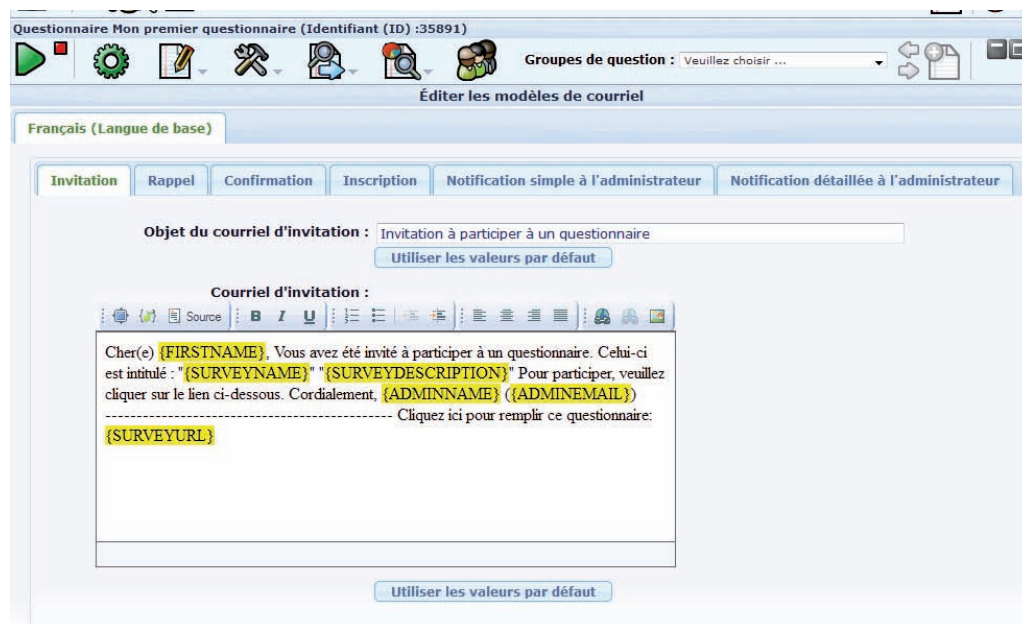 Questionnaire Mon premier questionnaire (Identifiant (ID) :35891)
Groupes de question : Veuillez choisir ...
Éditer les modèles de courriel
Français (Langue de base)
Invitation Rappel Confirmation Inscription Notification simple à l'administrateur Notification détaillée à l'administrateur
Objet du courriel d'invitation : Invitation à participer à un questionnaire
Utiliser les valeurs par défaut
Courriel d'invitation :
Source B I U
Cher(e) {FIRSTNAME}, Vous avez été invité à participer à un questionnaire. Celui-ci
est intitulé : "{SURVEYNAME}" "{SURVEYDESCRIPTION}" Pour participer, veuillez
cliquer sur le lien ci-dessous. Cordialement, {ADMINNAME} ({ADMINEMAIL})
---------------------------------------------- Cliquez ici pour remplir ce questionnaire:
{SURVEYURL}
Utiliser les valeurs par défaut